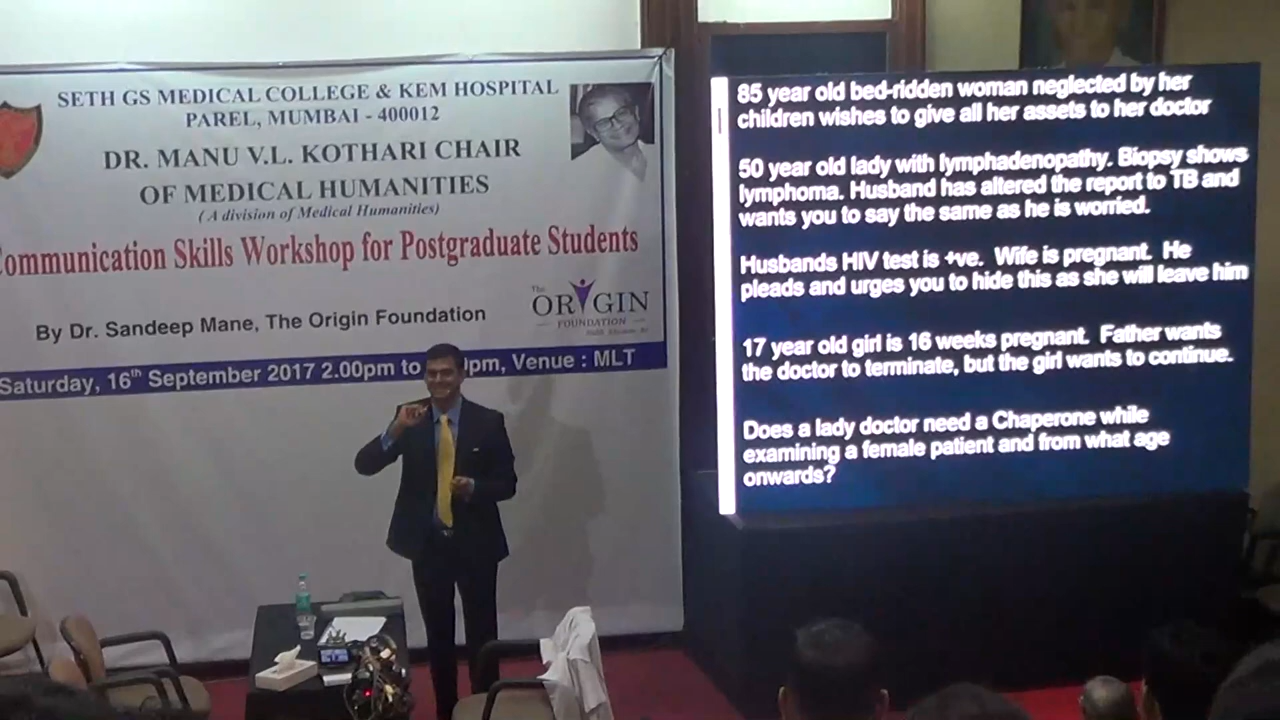 SETH GS MEDICAL COLLEGE & KEM HOSPITAL
PAREL, MUMBAI - 400012
DR. MANU V.L. KOTHARI CHAIR
OF MEDICAL HUMANITIES
( A division of Medical Humanities)
ommunication Skills Workshop for Postgraduate Students
The
ORIGIN
FOUNDATION
By Dr. Sandeep Mane, The Origin Foundation
Saturday, 16th September 2017 2.00pm to 0pm, Venue : MLT
85 year old bed-ridden woman neglected by her
children wishes to give all her assets to her doctor
50 year old lady with lymphadenopathy. Biopsy shows
lymphoma. Husband has altered the report to TB and
wants you to say the same as he is worried.
Husbands HIV test is +ve. Wife is pregnant. He
pleads and urges you to hide this as she will leave him
17 year old girl is 16 weeks pregnant. Father wants
the doctor to terminate, but the girl wants to continue.
Does a lady doctor need a Chaperone while
examining a female patient and from what age
onwards?